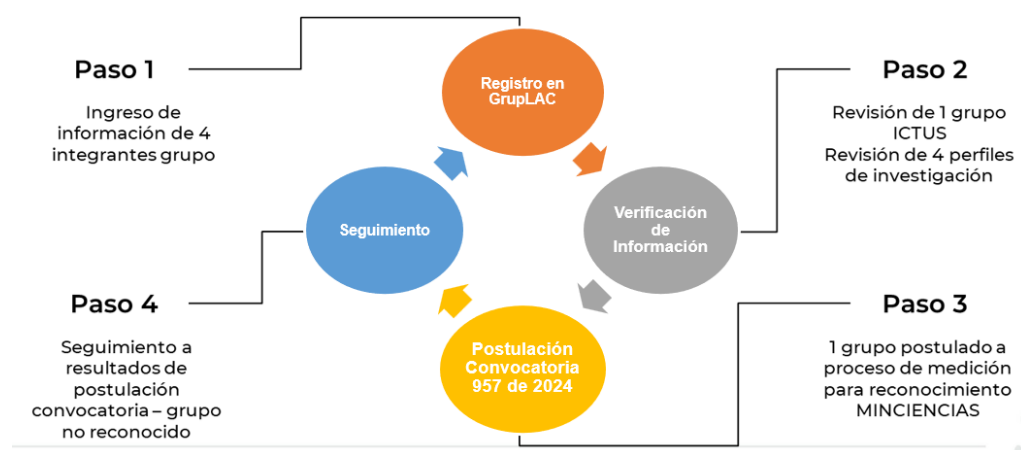 Paso 1
Ingreso de
información de 4
integrantes grupo
Registro en
GrupLAC
Paso 2
Revisión de 1 grupo
ICTUS
Revisión de 4 perfiles
de investigación
Seguimiento
Verificación
de
Información
Paso 4
Seguimiento a
resultados de
postulación
convocatoria – grupo
no reconocido
Postulación
Convocatoria
957 de 2024
Paso 3
1 grupo postulado a
proceso de medición
para reconocimiento
MINCIENCIAS